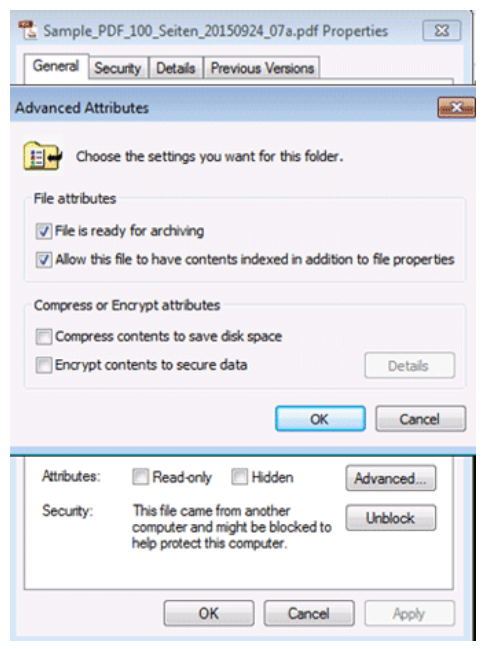 Sample_PDF_100_Seiten_20150924_07a.pdf Properties
General Security Details Previous Versions
Advanced Attributes
Choose the settings you want for this folder.
File attributes
File is ready for archiving
Allow this file to have contents indexed in addition to file properties
Compress or Encrypt attributes
Compress contents to save disk space
Encrypt contents to secure data
Details
OK Cancel
Attributes: Read-only Hidden Advanced...
Security: This file came from another
computer and might be blocked to
help protect this computer.
Unblock
OK Cancel Apply